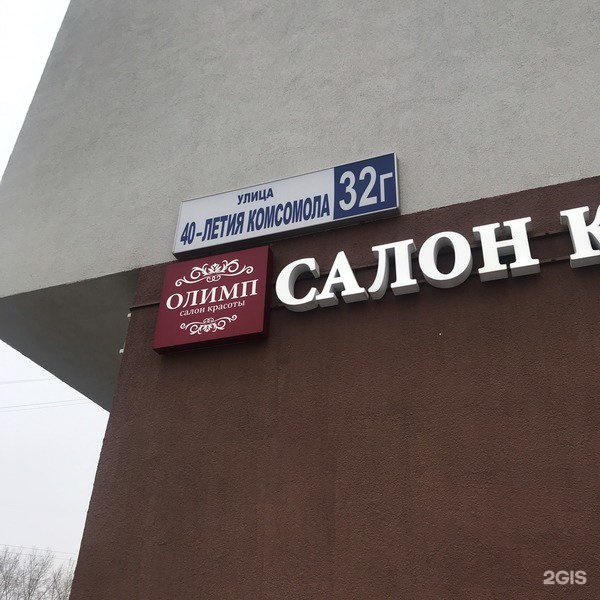 УЛИЦА
40-ЛЕТИЯ КОМСОМОЛА
32г
ОЛИМП
салон красоты
САЛОН К
2GIS